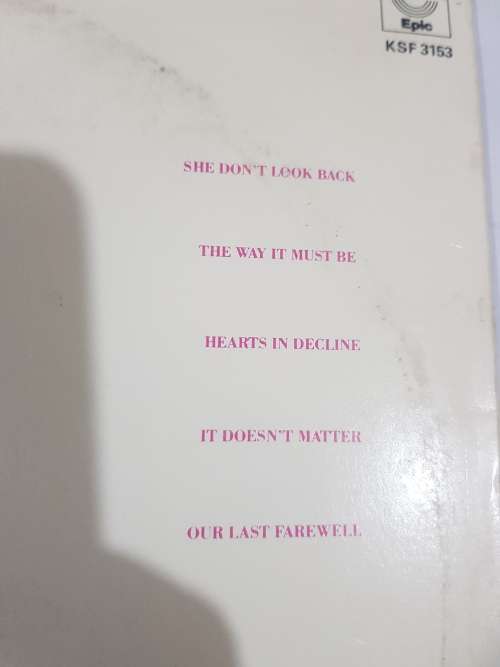 Epic
KSF 3153
SHE DON'T LOOK BACK
THE WAY IT MUST BE
HEARTS IN DECLINE
IT DOESN'T MATTER
OUR LAST FAREWELL